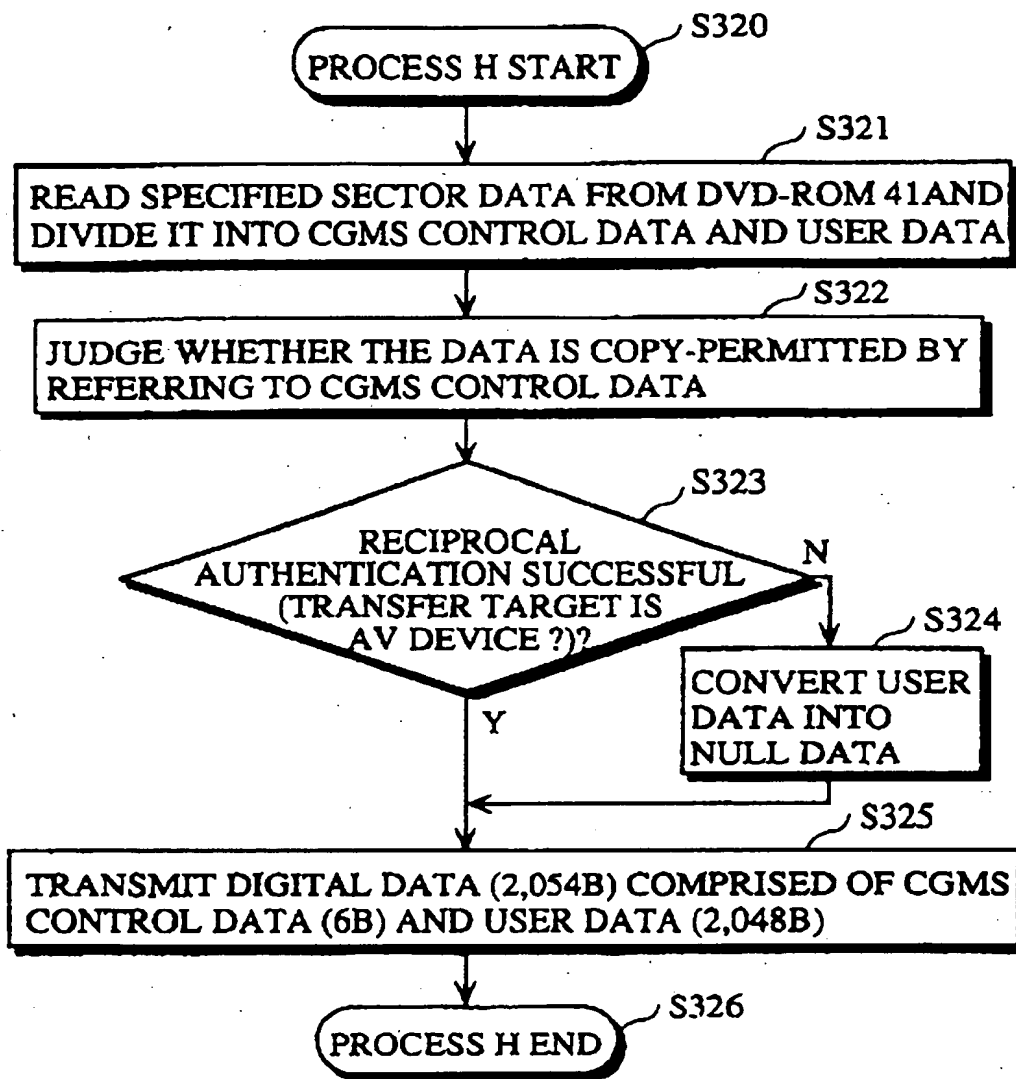 S320
PROCESS H START
S321
READ SPECIFIED SECTOR DATA FROM DVD-ROM 41AND
DIVIDE IT INTO CGMS CONTROL DATA AND USER DATA
S322
JUDGE WHETHER THE DATA IS COPY-PERMITTED BY
REFERRING TO CGMS CONTROL DATA
S323
RECIPROCAL
AUTHENTICATION SUCCESSFUL
(TRANSFER TARGET IS
AV DEVICE ?)?
N
S324
CONVERT USER
DATA INTO
NULL DATA
Y
S325
TRANSMIT DIGITAL DATA (2,054B) COMPRISED OF CGMS
CONTROL DATA (6B) AND USER DATA (2,048B)
S326
PROCESS H END